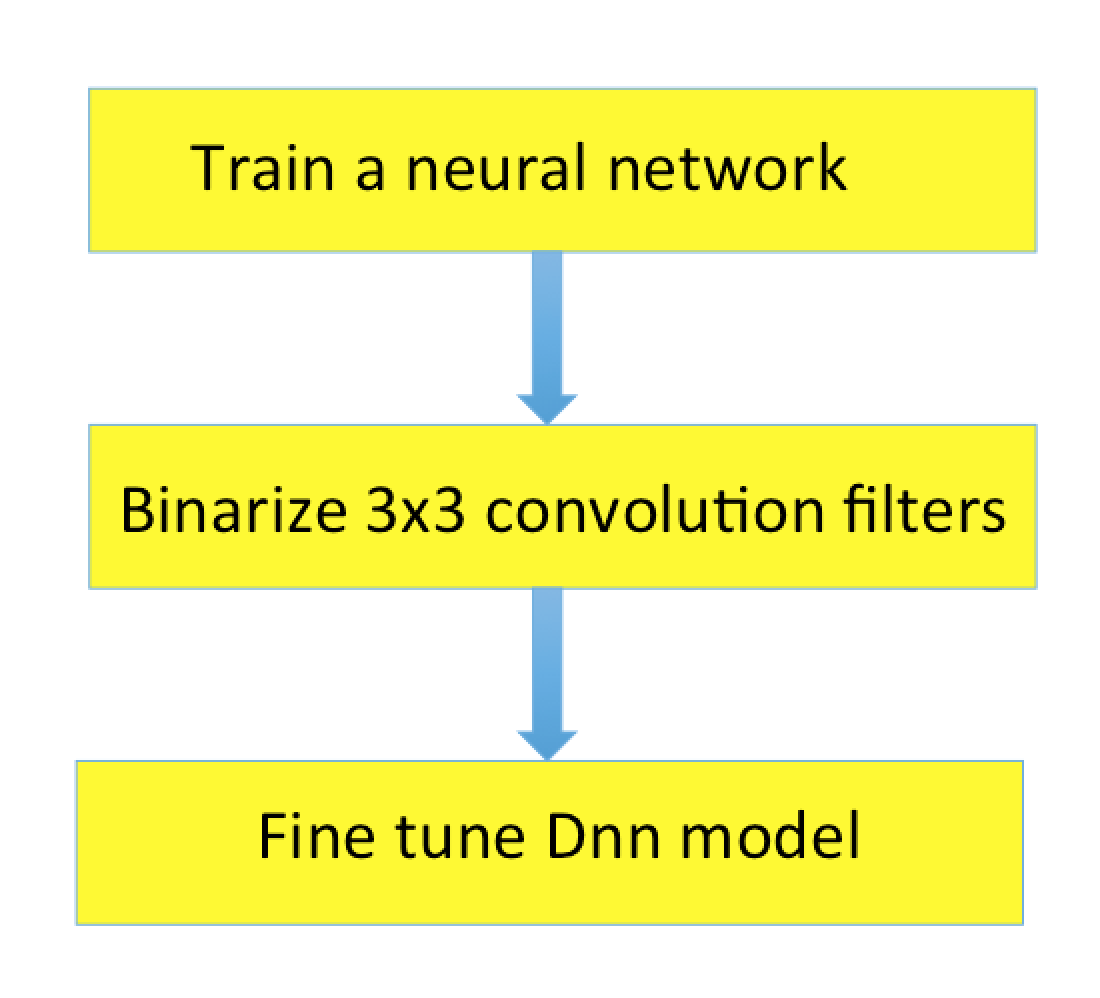 Train a neural network
Binarize 3x3 convolution filters
Fine tune Dnn model